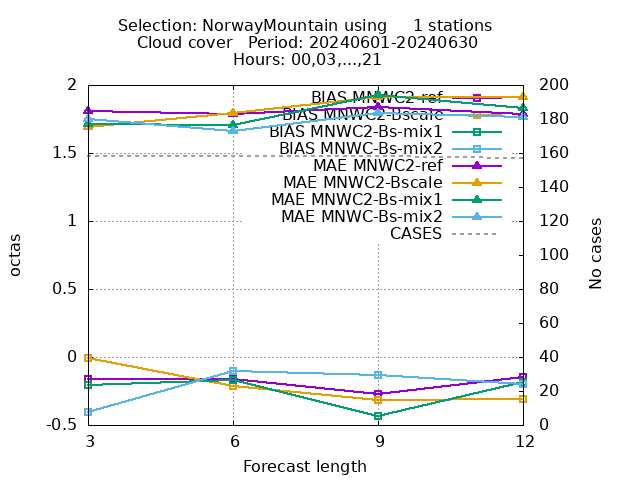 Selection: NorwayMountain using     1 stations
Cloud cover   Period: 20240601-20240630
Hours: 00,03,...,21
2
1.5
1
0.5
0
-0.5
octas
200
180
160
140
120
100
80
60
40
20
0
No cases
BIAS MNWC2-ref
BIAS MNWC2-Bscale
BIAS MNWC2-Bs-mix1
BIAS MNWC-Bs-mix2
MAE MNWC2-ref
MAE MNWC2-Bscale
MAE MNWC2-Bs-mix1
MAE MNWC-Bs-mix2
CASES
3 6 9 12
Forecast length